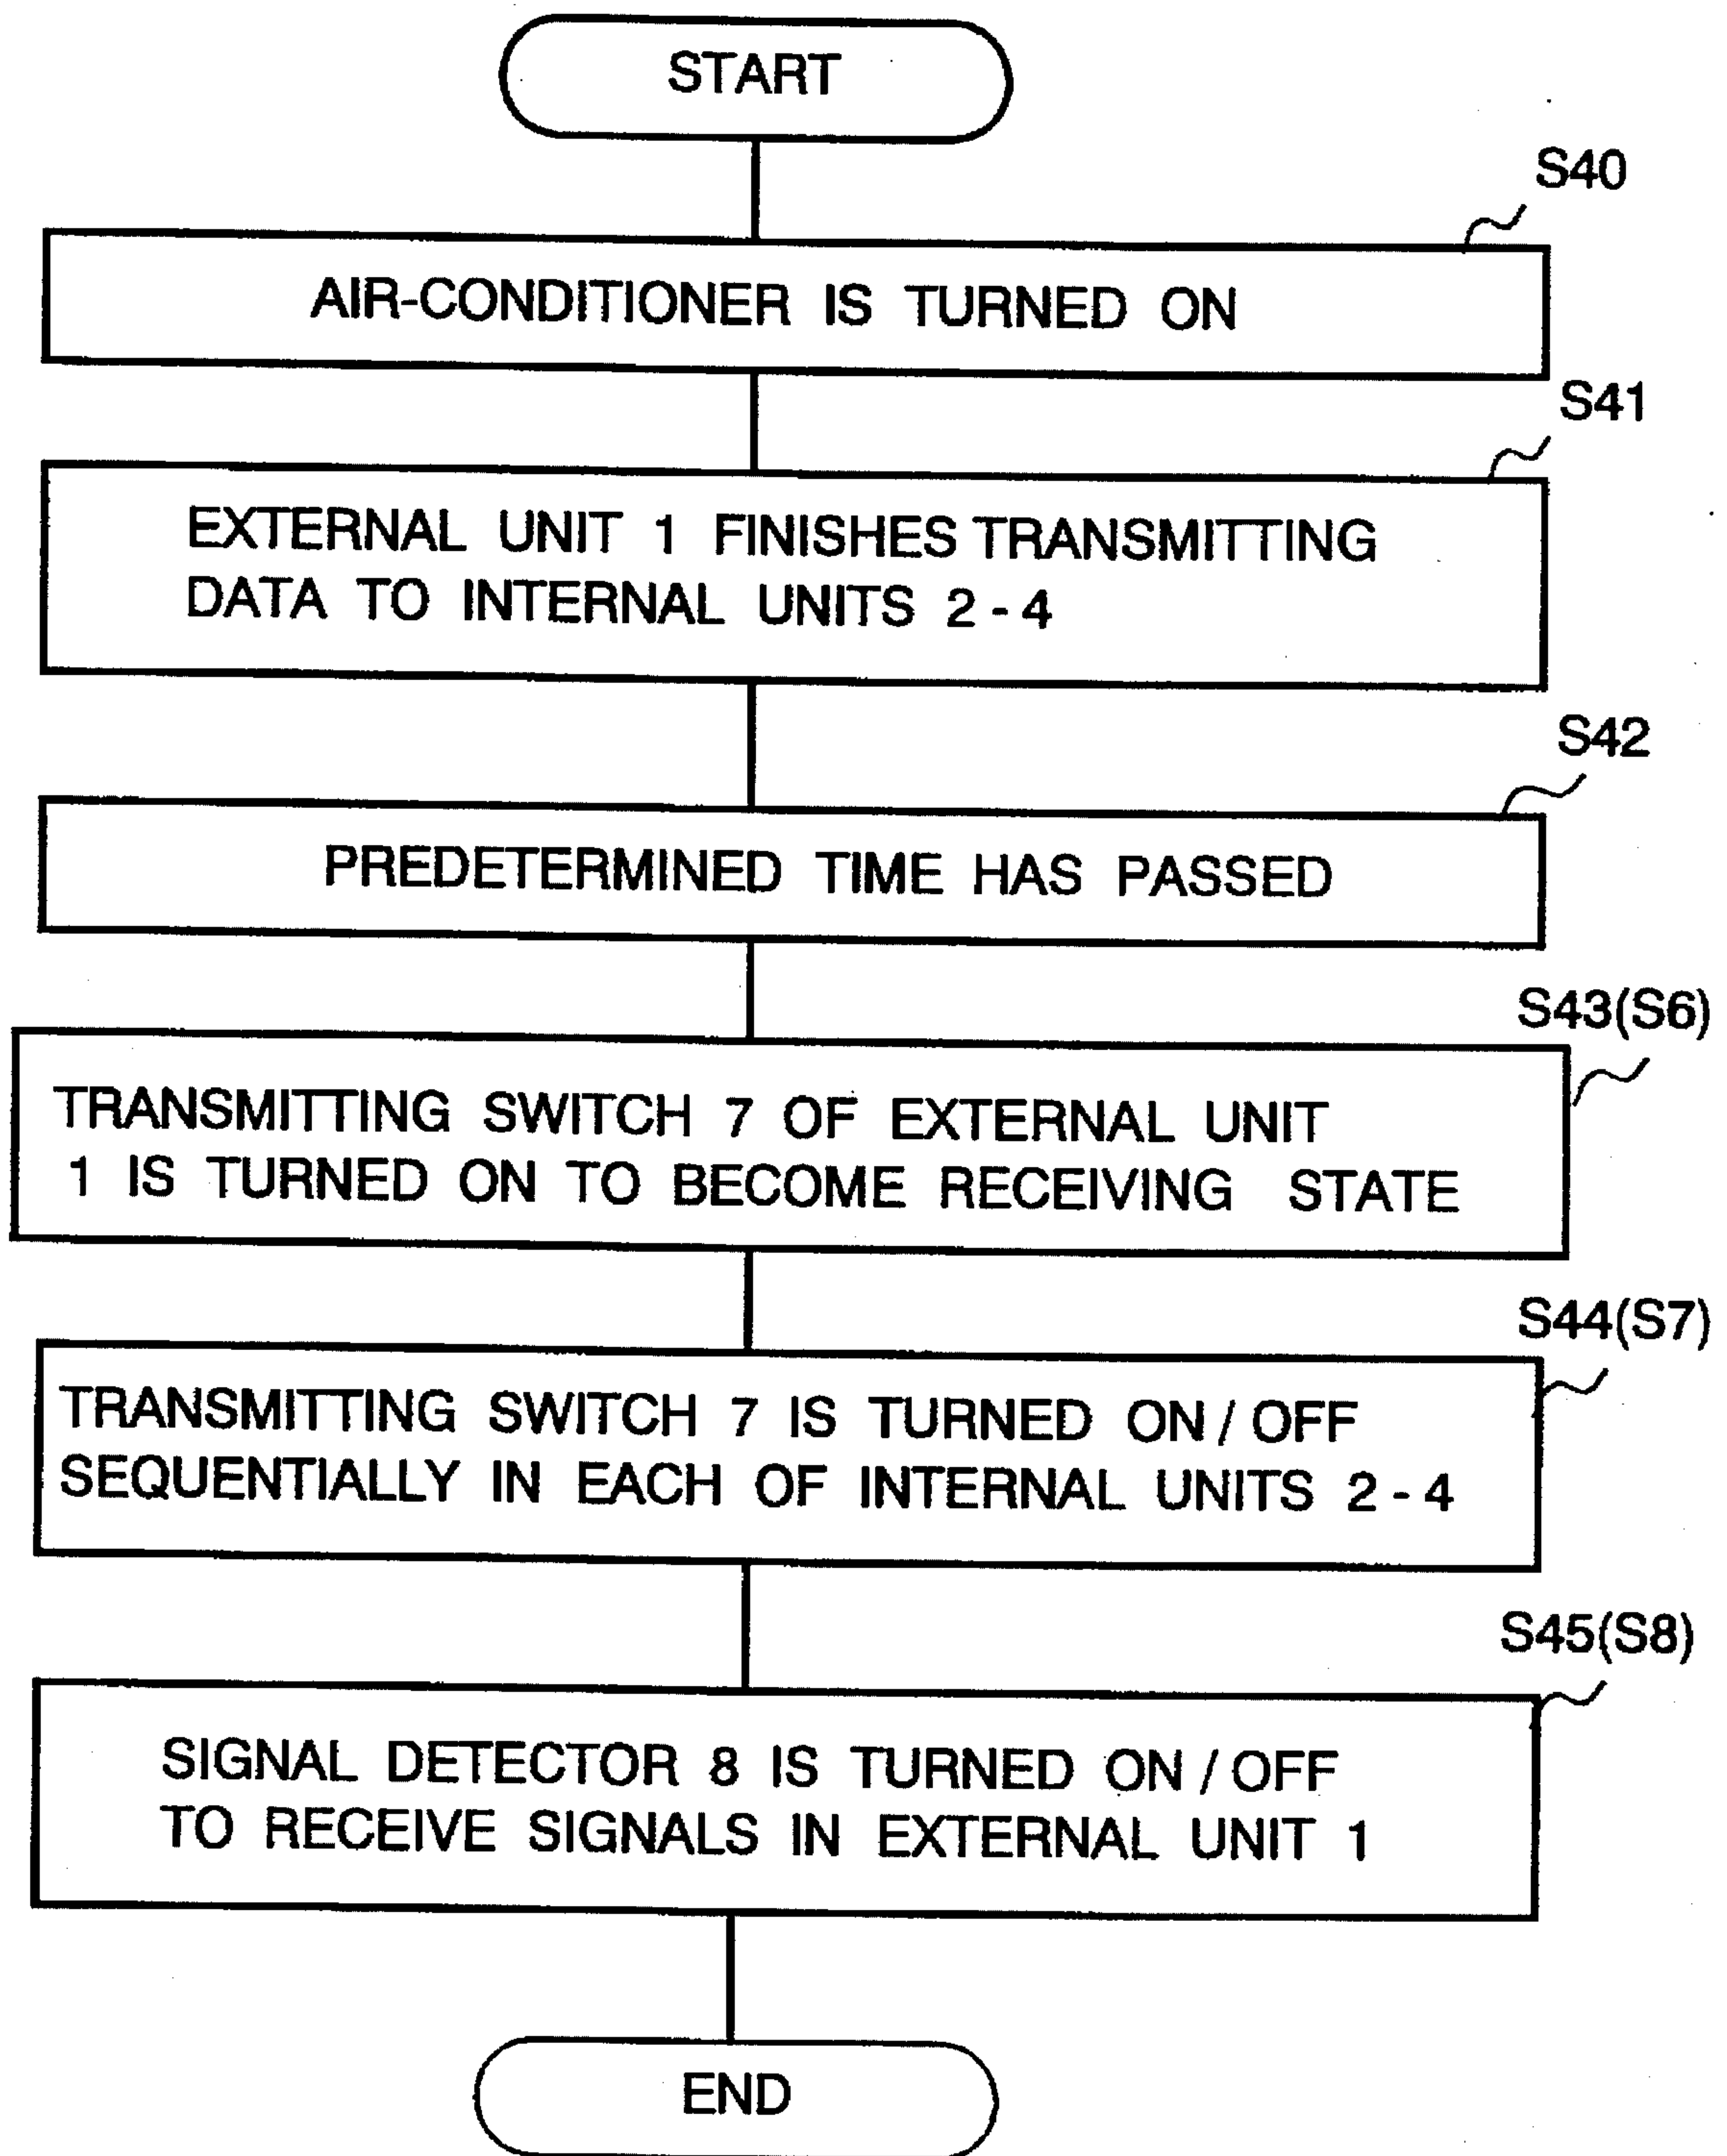 START
S40
AIR-CONDITIONER IS TURNED ON
S41
EXTERNAL UNIT 1 FINISHES TRANSMITTING
DATA TO INTERNAL UNITS 2 - 4
S42
PREDETERMINED TIME HAS PASSED
S43(S6)
TRANSMITTING SWITCH 7 OF EXTERNAL UNIT
1 IS TURNED ON TO BECOME RECEIVING STATE
S44(S7)
TRANSMITTING SWITCH 7 IS TURNED ON / OFF
SEQUENTIALLY IN EACH OF INTERNAL UNITS 2 - 4
S45(S8)
SIGNAL DETECTOR 8 IS TURNED ON / OFF
TO RECEIVE SIGNALS IN EXTERNAL UNIT 1
END